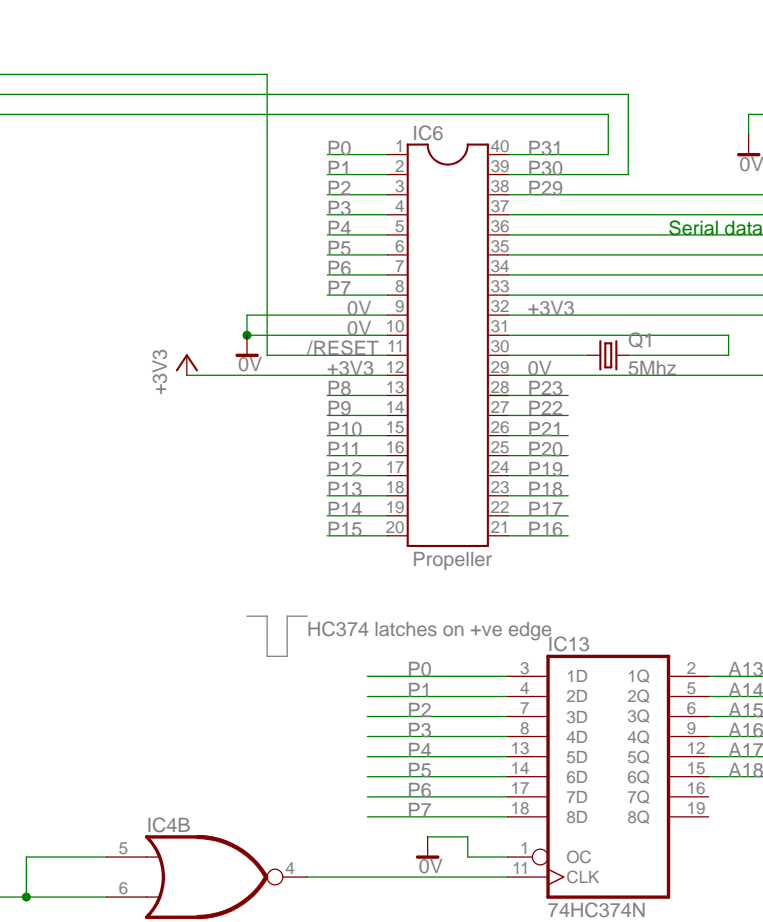 IC6
P0 1 40 P31
P1 2 39 P30
P2 3 38 P29
P3 4 37
P4 5 36 Serial data
P5 6 35
P6 7 34
P7 8 33
0V 9 32 +3V3
0V 10 31
/RESET 11 30
+3V3 12 29 0V
P8 13 28 P23
P9 14 27 P22
P10 15 26 P21
P11 16 25 P20
P12 17 24 P19
P13 18 23 P18
P14 19 22 P17
P15 20 21 P16
Propeller
+3V3
0V
Q1
5Mhz
0V
HC374 latches on +ve edge
IC13
P0 3 1D 1Q 2 A13
P1 4 2D 2Q 5 A14
P2 7 3D 3Q 6 A15
P3 8 4D 4Q 9 A16
P4 13 5D 5Q 12 A17
P5 14 6D 6Q 15 A18
P6 17 7D 7Q 16
P7 18 8D 8Q 19
0V 1 OC
11 CLK
74HC374N
IC4B
5
6
4